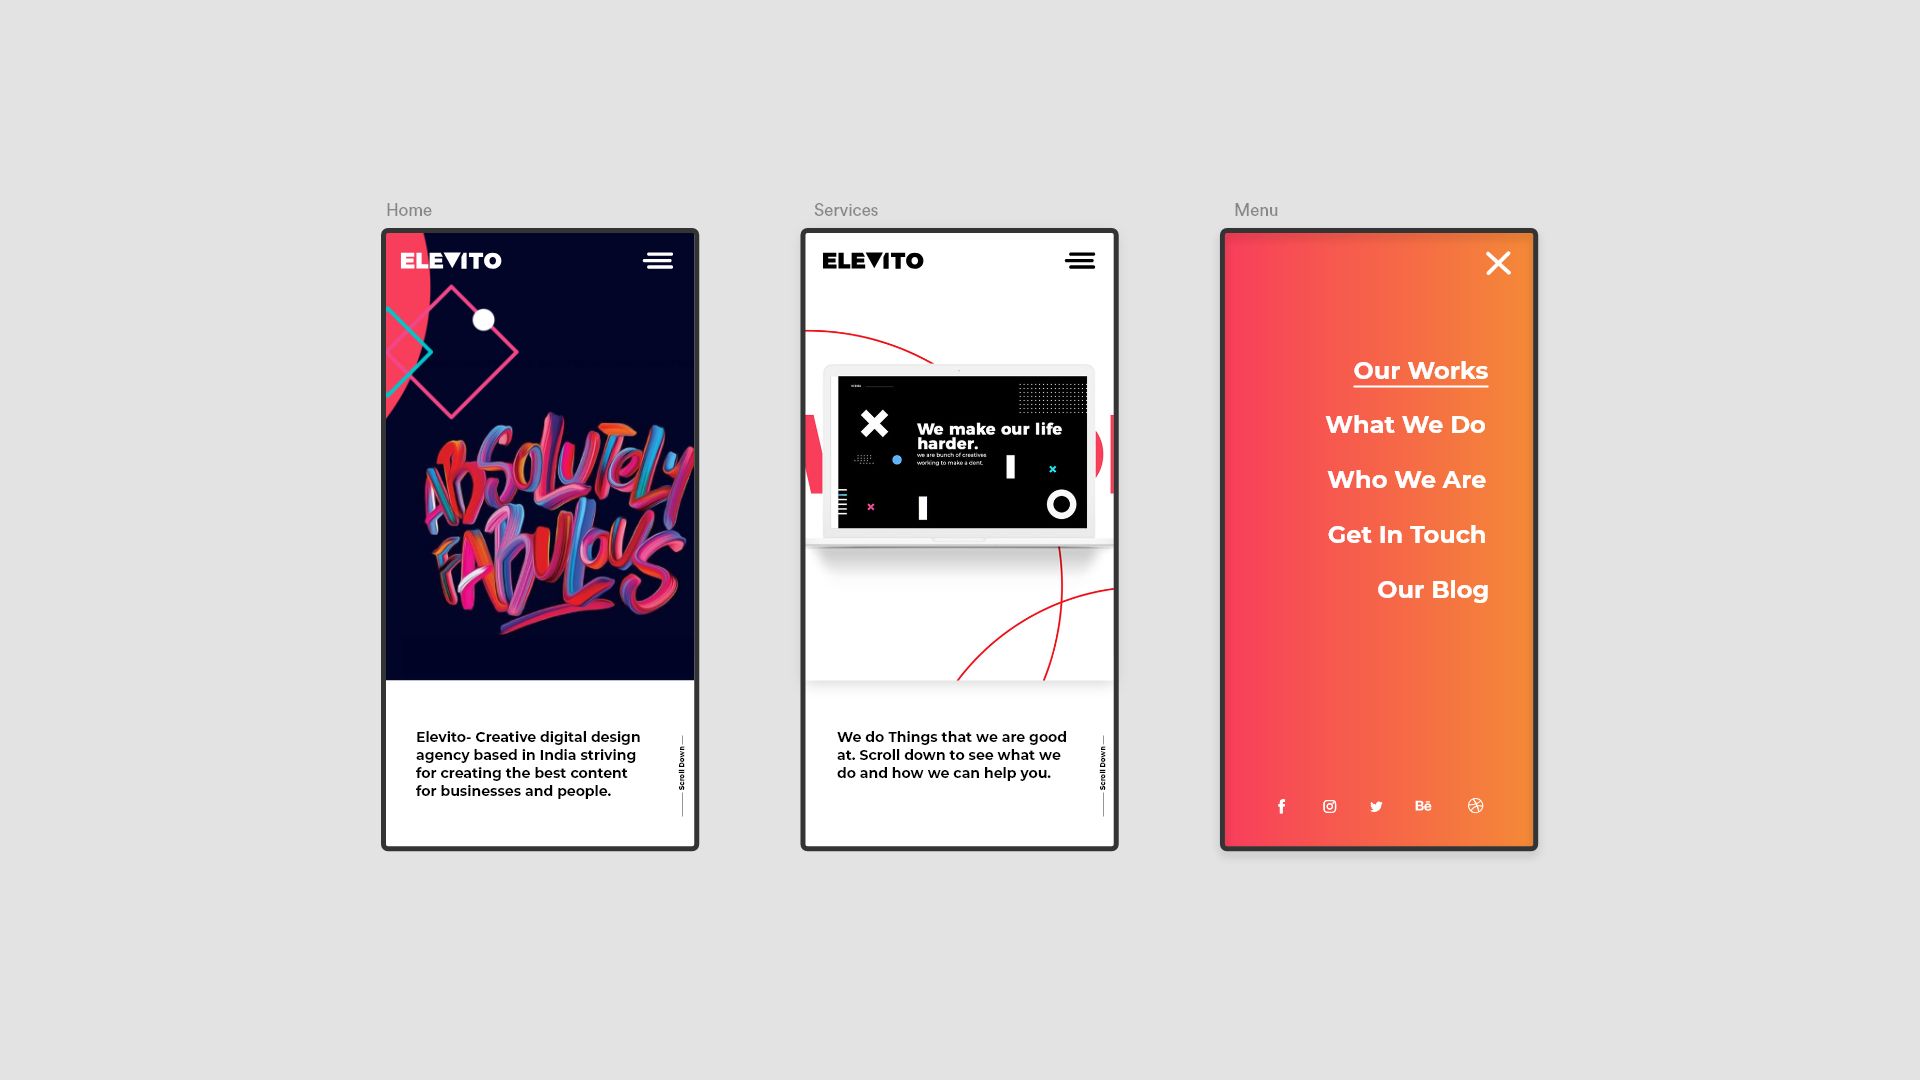 Home
ELEVITO
ABSOLUTELY
FABULOUS
Elevito- Creative digital design
agency based in India striving
for creating the best content
for businesses and people.
Scroll Down
Services
ELEVITO
We make our life
harder.
we are bunch of creatives
working to make a dent.
We do Things that we are good
at. Scroll down to see what we
do and how we can help you.
Scroll Down
Menu
Our Works
What We Do
Who We Are
Get In Touch
Our Blog
Bē